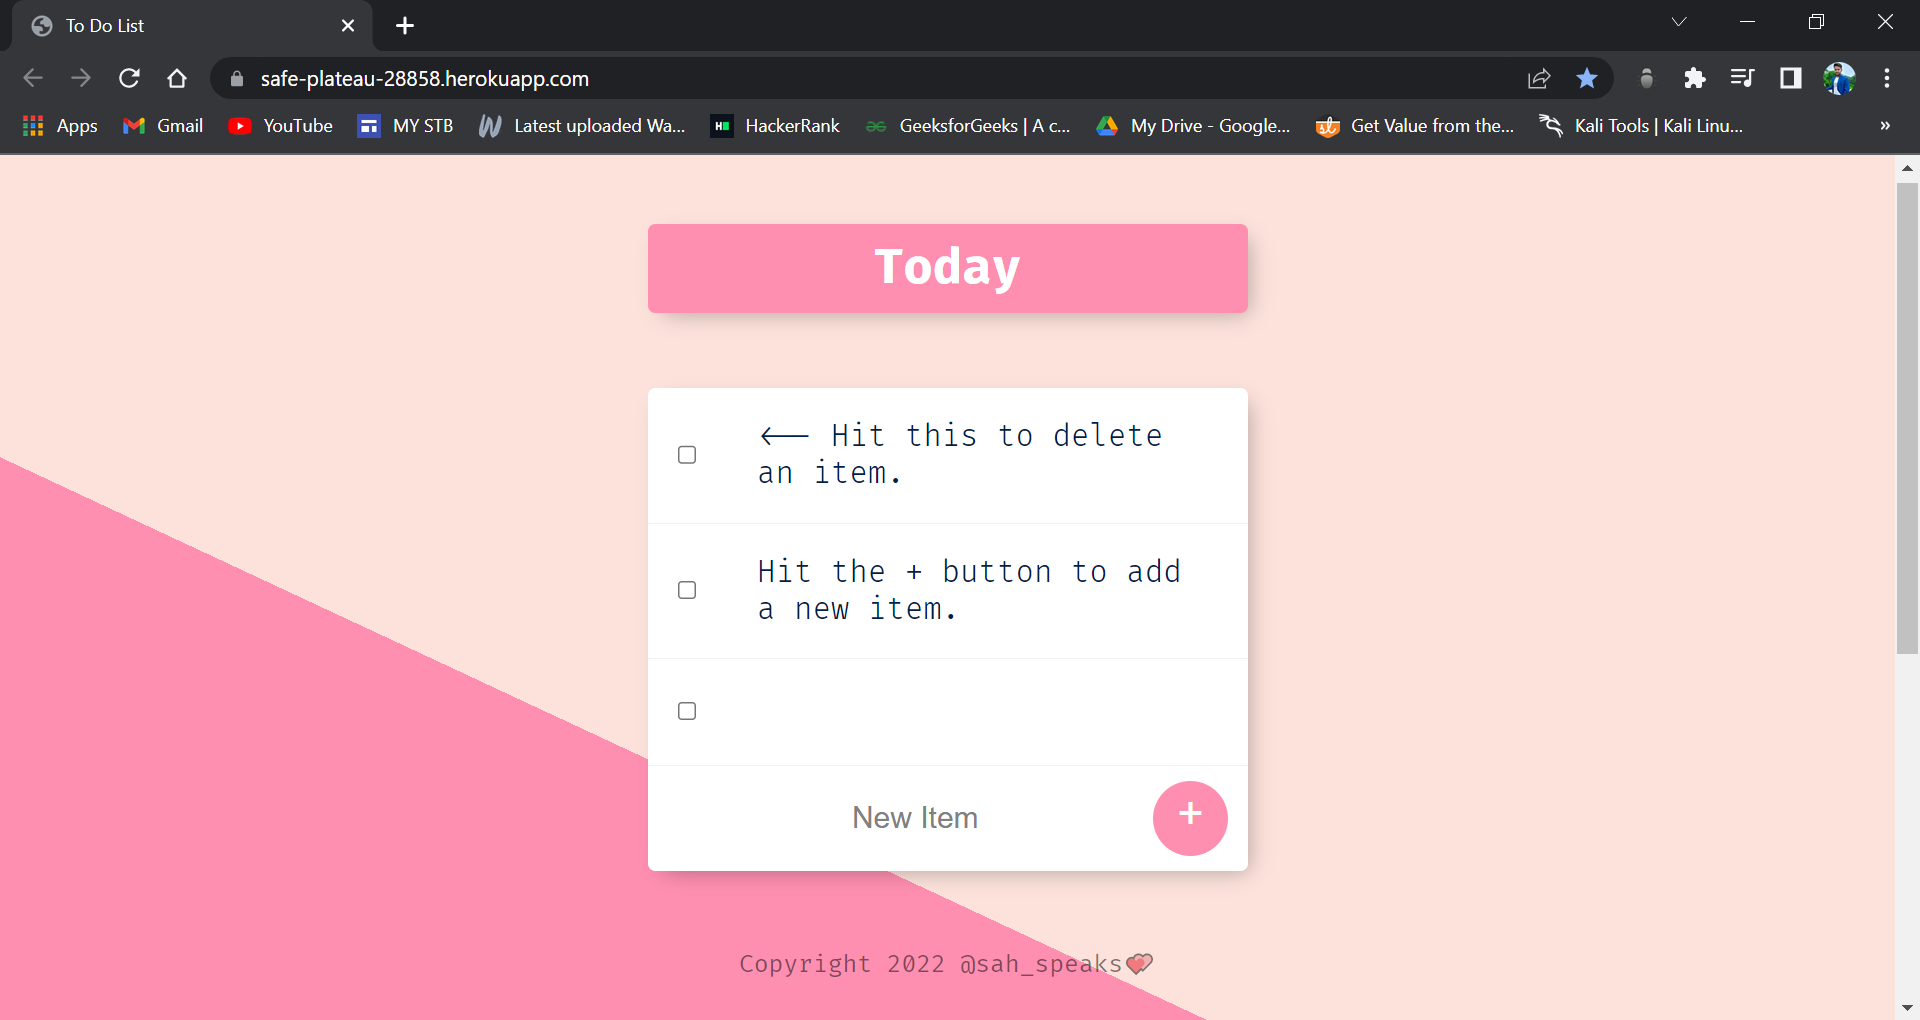 To Do List
safe-plateau-28858.herokuapp.com
Apps Gmail YouTube MY STB Latest uploaded Wa... HackerRank GeeksforGeeks | A c... My Drive - Google... Get Value from the... Kali Tools | Kali Linu... »
Today
<-- Hit this to delete
an item.
Hit the + button to add
a new item.
New Item +
Copyright 2022 @sah_speaks💕